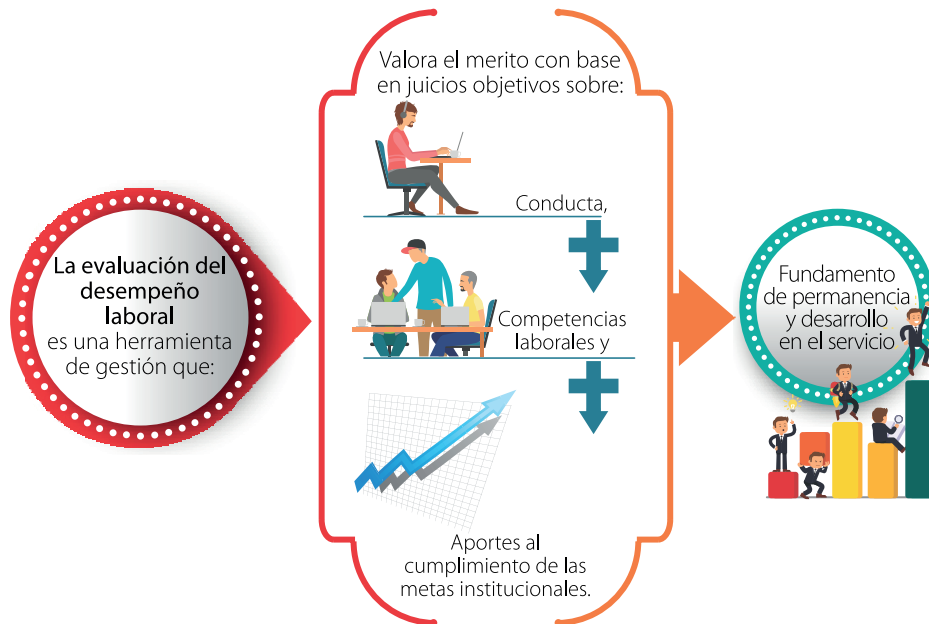 La evaluación del
desempeño
laboral
es una herramienta
de gestión que:
Valora el merito con base
en juicios objetivos sobre:
Conducta,
Competencias
laborales y
Aportes al
cumplimiento de las
metas institucionales.
Fundamento
de permanencia
y desarrollo
en el servicio